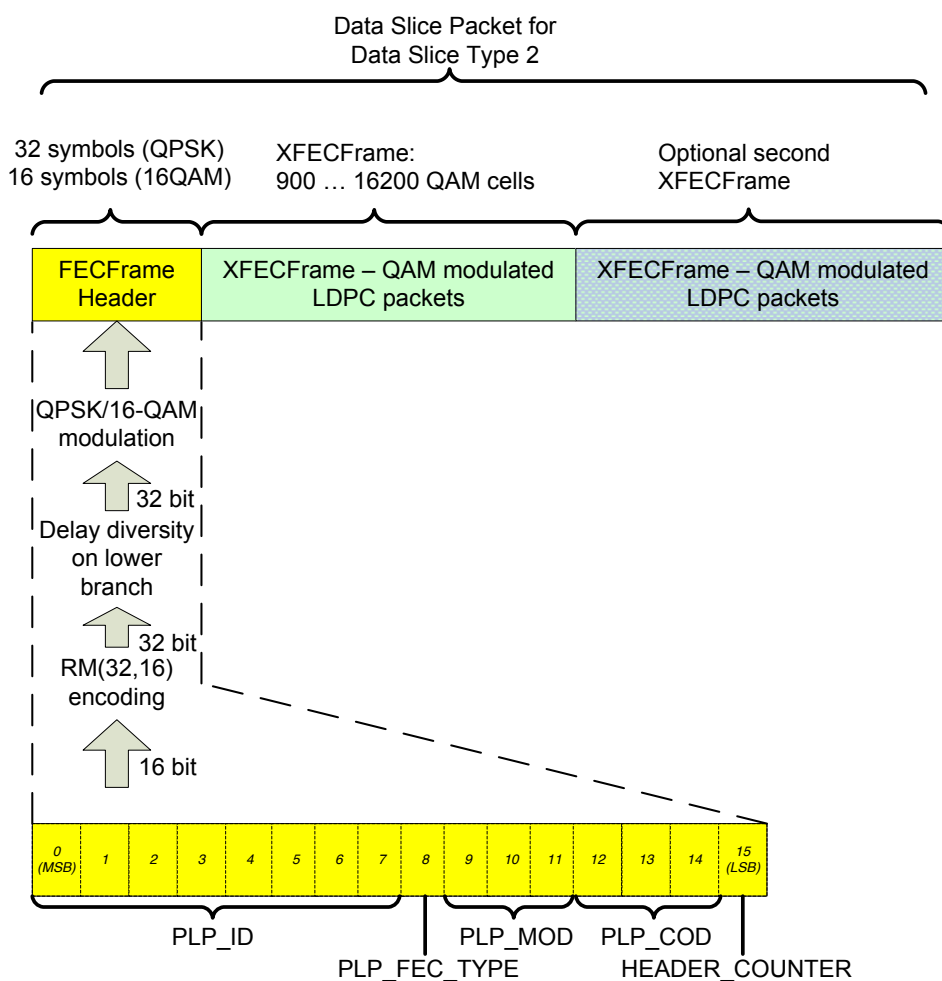 Data Slice Packet for
Data Slice Type 2
32 symbols (QPSK)
16 symbols (16QAM)
XFECFrame:
900 … 16200 QAM cells
Optional second
XFECFrame
FECFrame
Header
XFECFrame – QAM modulated
LDPC packets
XFECFrame – QAM modulated
LDPC packets
QPSK/16-QAM
modulation
32 bit
Delay diversity
on lower
branch
32 bit
RM(32,16)
encoding
16 bit
0
(MSB)
1
2
3
4
5
6
7
8
9
10
11
12
13
14
15
(LSB)
PLP_ID
PLP_MOD
PLP_COD
PLP_FEC_TYPE
HEADER_COUNTER